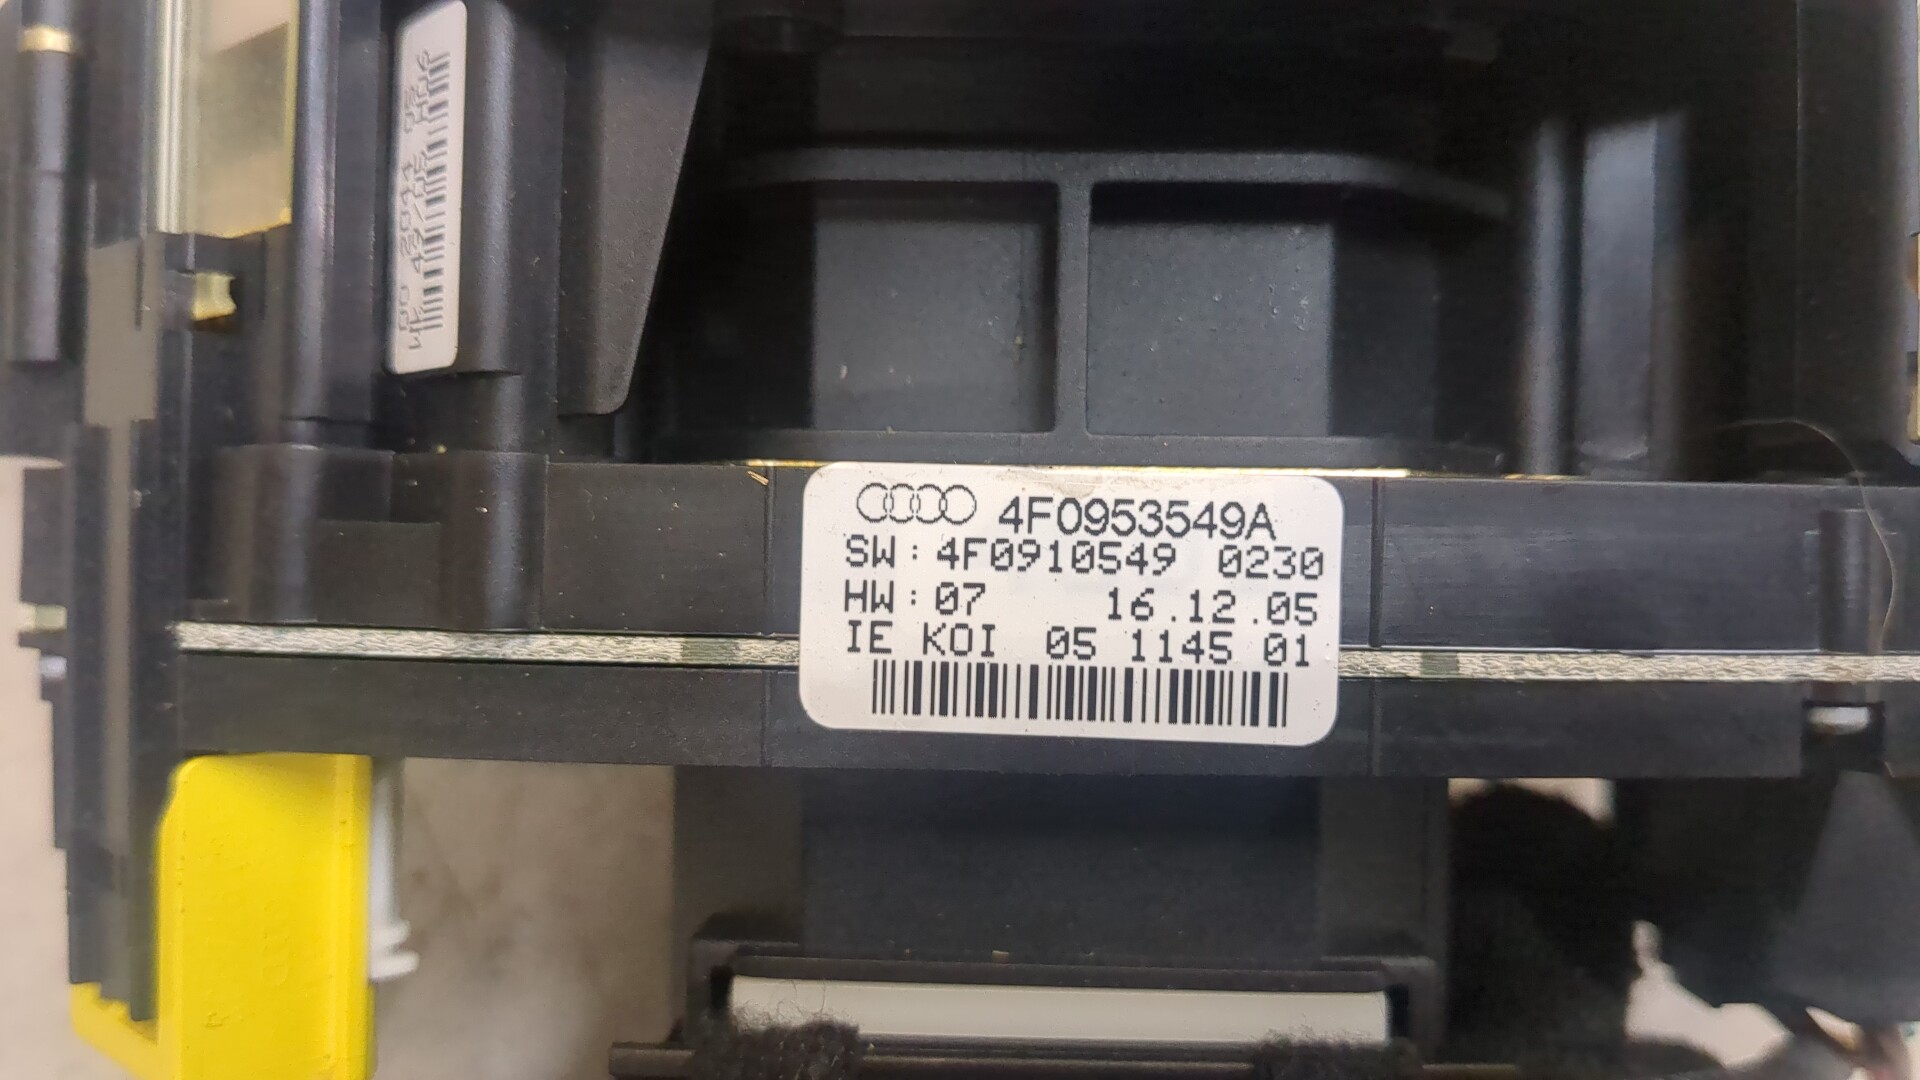 4F0953549A
SW: 4F0910549 0230
HW: 07 16.12.05
IE KOI 05 1145 01